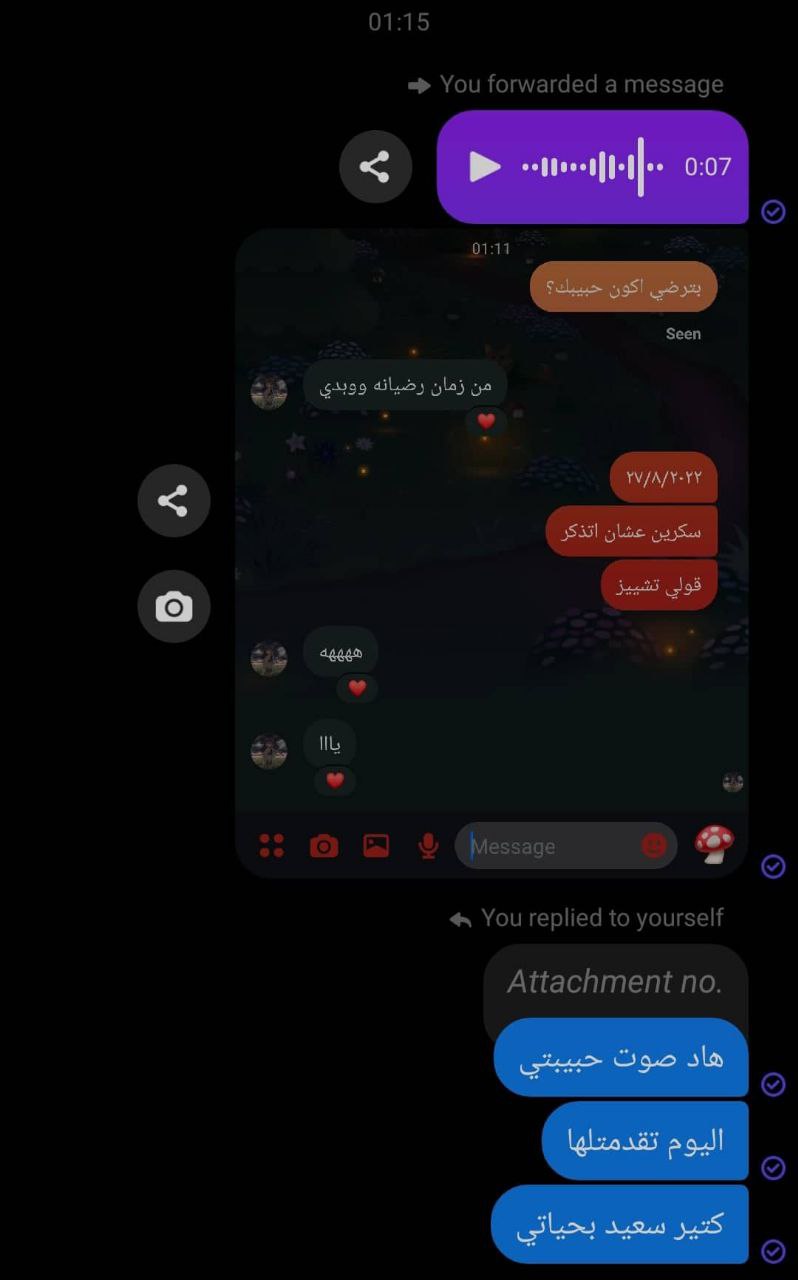 01:15
You forwarded a message
0:07
01:11
بترضي اكون حبيبك؟
Seen
من زمان رضيانه ووبدي
٢٧/٨/٢٠٢٢
سكرين عشان اتذكر
قولي تشييز
ههههه
يااا
Message
You replied to yourself
Attachment no.
هاد صوت حبيبتي
اليوم تقدمتلها
كتير سعيد بحياتي